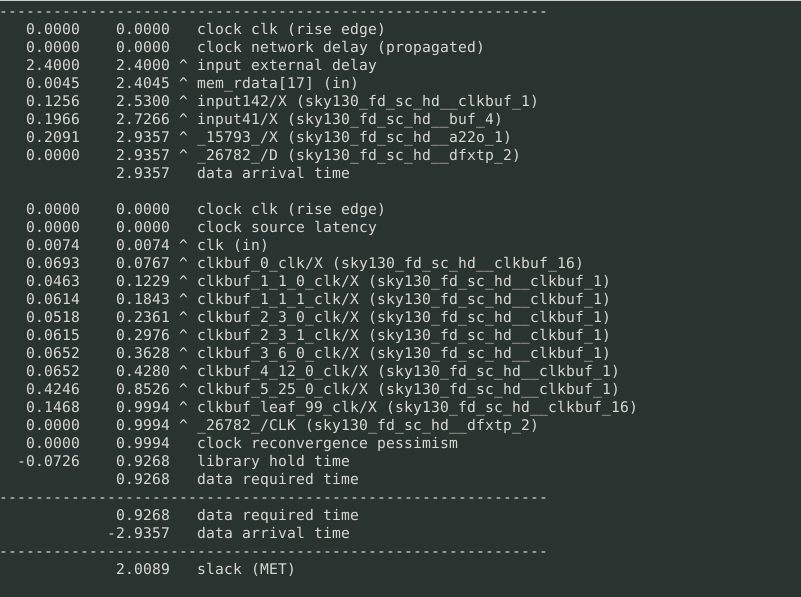 -------------------------------------------------------------
   0.0000    0.0000   clock clk (rise edge)
   0.0000    0.0000   clock network delay (propagated)
   2.4000    2.4000 ^ input external delay
   0.0045    2.4045 ^ mem_rdata[17] (in)
   0.1256    2.5300 ^ input142/X (sky130_fd_sc_hd__clkbuf_1)
   0.1966    2.7266 ^ input41/X (sky130_fd_sc_hd__buf_4)
   0.2091    2.9357 ^ _15793_/X (sky130_fd_sc_hd__a22o_1)
   0.0000    2.9357 ^ _26782_/D (sky130_fd_sc_hd__dfxtp_2)
             2.9357   data arrival time

   0.0000    0.0000   clock clk (rise edge)
   0.0000    0.0000   clock source latency
   0.0074    0.0074 ^ clk (in)
   0.0693    0.0767 ^ clkbuf_0_clk/X (sky130_fd_sc_hd__clkbuf_16)
   0.0463    0.1229 ^ clkbuf_1_1_0_clk/X (sky130_fd_sc_hd__clkbuf_1)
   0.0614    0.1843 ^ clkbuf_1_1_1_clk/X (sky130_fd_sc_hd__clkbuf_1)
   0.0518    0.2361 ^ clkbuf_2_3_0_clk/X (sky130_fd_sc_hd__clkbuf_1)
   0.0615    0.2976 ^ clkbuf_2_3_1_clk/X (sky130_fd_sc_hd__clkbuf_1)
   0.0652    0.3628 ^ clkbuf_3_6_0_clk/X (sky130_fd_sc_hd__clkbuf_1)
   0.0652    0.4280 ^ clkbuf_4_12_0_clk/X (sky130_fd_sc_hd__clkbuf_1)
   0.4246    0.8526 ^ clkbuf_5_25_0_clk/X (sky130_fd_sc_hd__clkbuf_1)
   0.1468    0.9994 ^ clkbuf_leaf_99_clk/X (sky130_fd_sc_hd__clkbuf_16)
   0.0000    0.9994 ^ _26782_/CLK (sky130_fd_sc_hd__dfxtp_2)
   0.0000    0.9994   clock reconvergence pessimism
  -0.0726    0.9268   library hold time
             0.9268   data required time
-------------------------------------------------------------
             0.9268   data required time
            -2.9357   data arrival time
-------------------------------------------------------------
             2.0089   slack (MET)